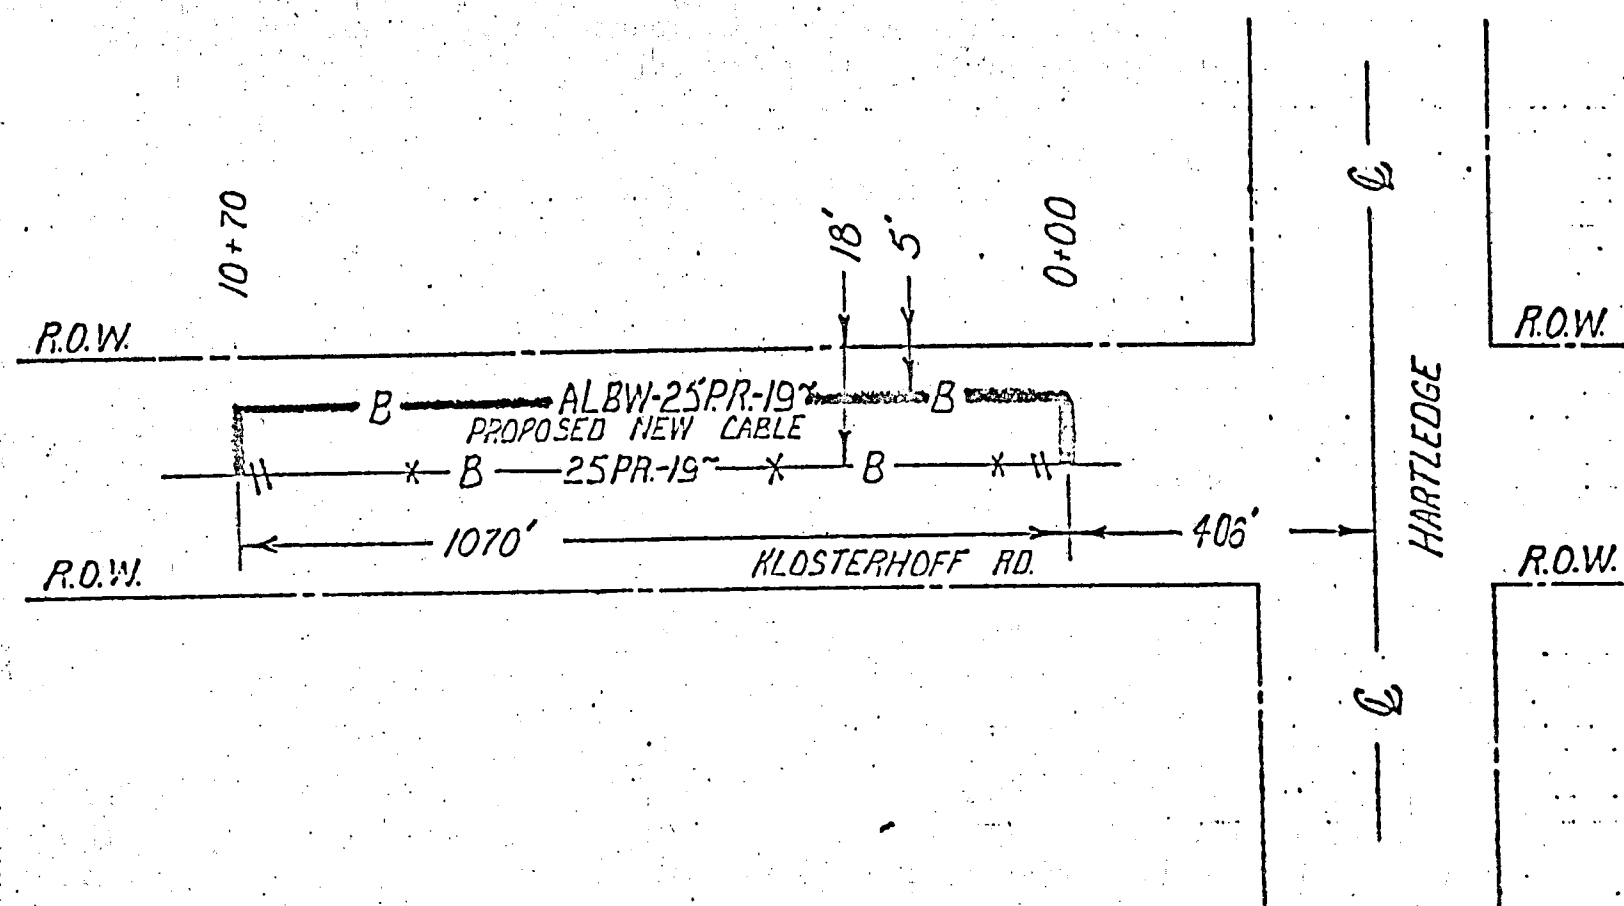 10+70
18'
5'
0+00
℄
R.O.W.
R.O.W.
B ALBW-25PR.-19~ B
PROPOSED NEW CABLE
B 25PR.-19~ B
HARTLEDGE
1070'
406'
KLOSTERHOFF RD.
R.O.W.
R.O.W.
℄